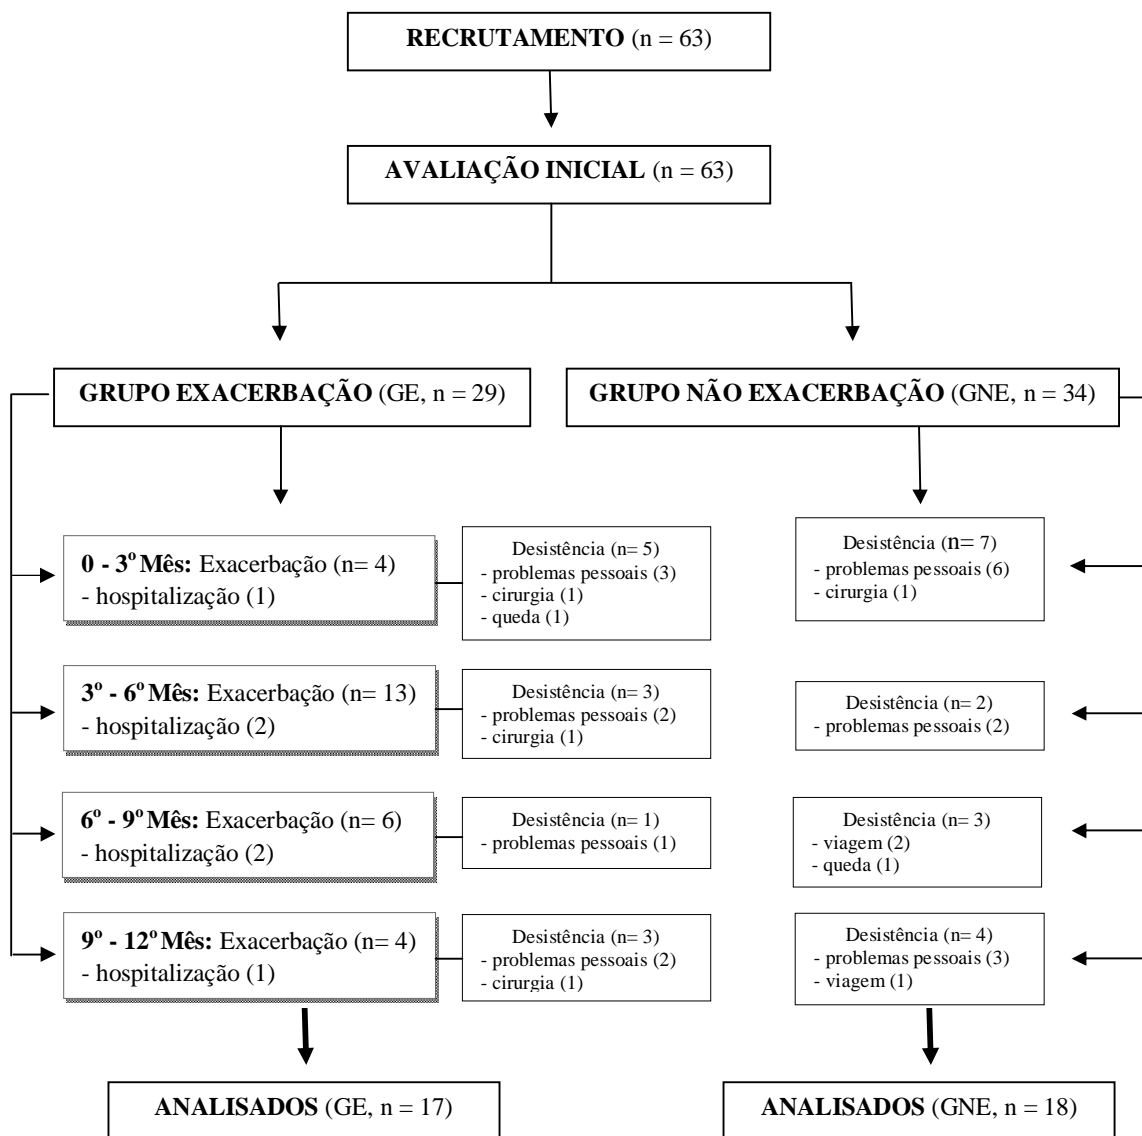 RECRUTAMENTO (n = 63)
AVALIAÇÃO INICIAL (n = 63)
GRUPO EXACERBAÇÃO (GE, n = 29)
GRUPO NÃO EXACERBAÇÃO (GNE, n = 34)
0 - 3º Mês: Exacerbação (n= 4)
- hospitalização (1)
Desistência (n= 5)
- problemas pessoais (3)
- cirurgia (1)
- queda (1)
Desistência (n= 7)
- problemas pessoais (6)
- cirurgia (1)
3º - 6º Mês: Exacerbação (n= 13)
- hospitalização (2)
Desistência (n= 3)
- problemas pessoais (2)
- cirurgia (1)
Desistência (n= 2)
- problemas pessoais (2)
6º - 9º Mês: Exacerbação (n= 6)
- hospitalização (2)
Desistência (n= 1)
- problemas pessoais (1)
Desistência (n= 3)
- viagem (2)
- queda (1)
9º - 12º Mês: Exacerbação (n= 4)
- hospitalização (1)
Desistência (n= 3)
- problemas pessoais (2)
- cirurgia (1)
Desistência (n= 4)
- problemas pessoais (3)
- viagem (1)
ANALISADOS (GE, n = 17)
ANALISADOS (GNE, n = 18)